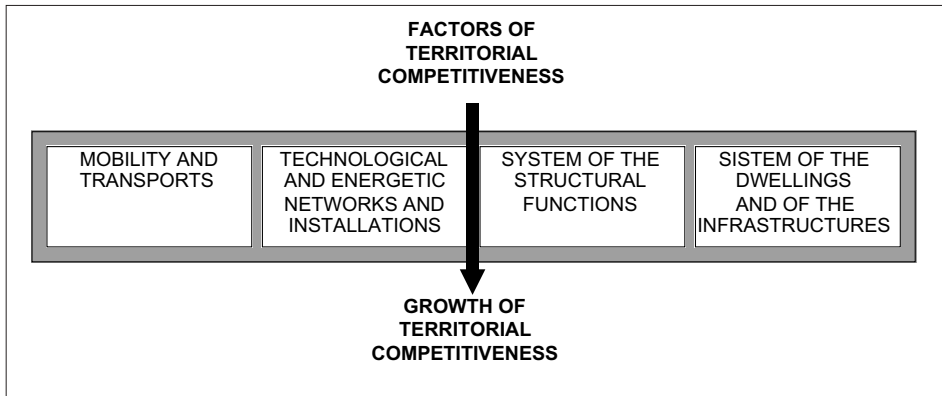 FACTORS OF
TERRITORIAL
COMPETITIVENESS
MOBILITY AND
TRANSPORTS
TECHNOLOGICAL
AND ENERGETIC
NETWORKS AND
INSTALLATIONS
SYSTEM OF THE
STRUCTURAL
FUNCTIONS
SISTEM OF THE
DWELLINGS
AND OF THE
INFRASTRUCTURES
GROWTH OF
TERRITORIAL
COMPETITIVENESS